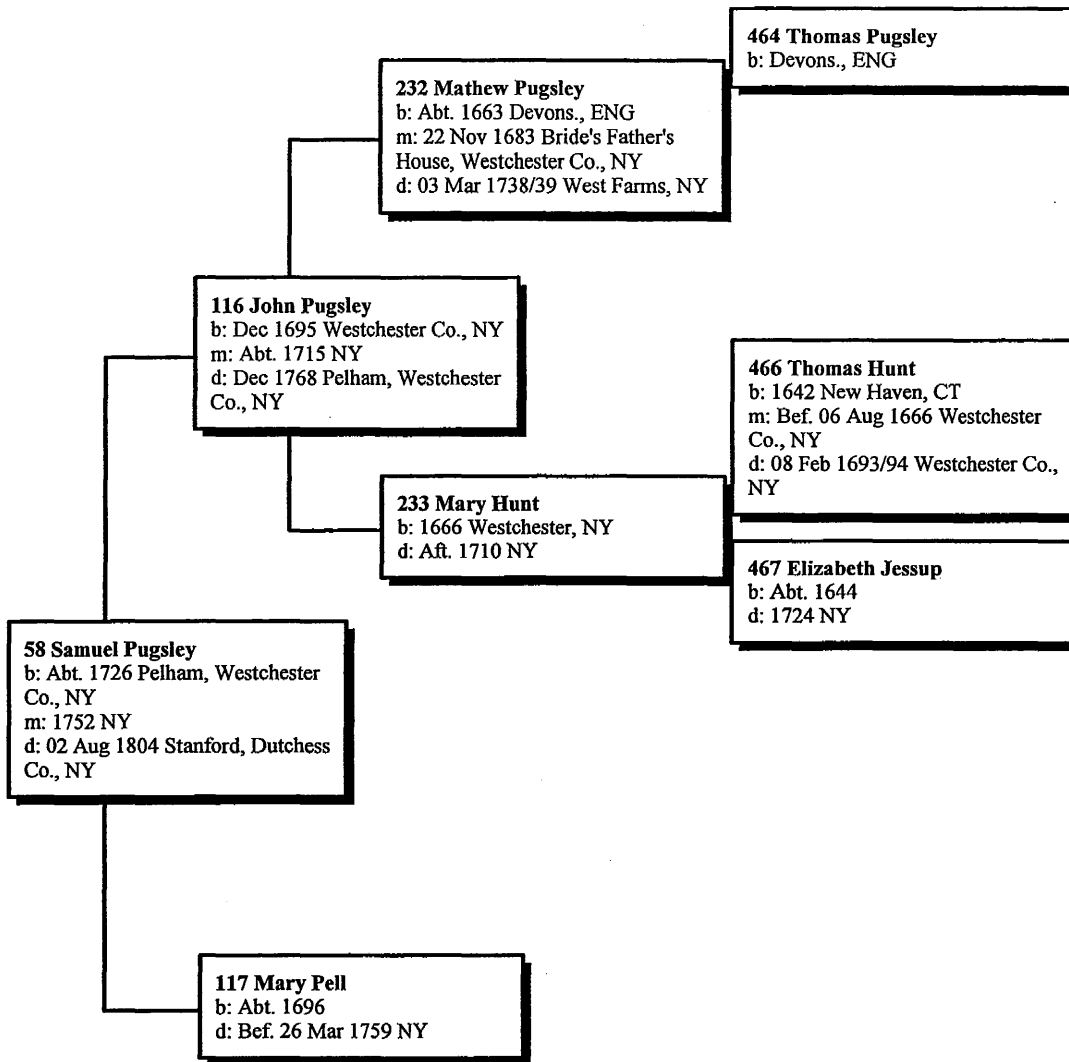 464 Thomas Pugsley
b: Devons., ENG
232 Mathew Pugsley
b: Abt. 1663 Devons., ENG
m: 22 Nov 1683 Bride's Father's
House, Westchester Co., NY
d: 03 Mar 1738/39 West Farms, NY
116 John Pugsley
b: Dec 1695 Westchester Co., NY
m: Abt. 1715 NY
d: Dec 1768 Pelham, Westchester
Co., NY
466 Thomas Hunt
b: 1642 New Haven, CT
m: Bef. 06 Aug 1666 Westchester
Co., NY
d: 08 Feb 1693/94 Westchester Co.,
NY
233 Mary Hunt
b: 1666 Westchester, NY
d: Aft. 1710 NY
467 Elizabeth Jessup
b: Abt. 1644
d: 1724 NY
58 Samuel Pugsley
b: Abt. 1726 Pelham, Westchester
Co., NY
m: 1752 NY
d: 02 Aug 1804 Stanford, Dutchess
Co., NY
117 Mary Pell
b: Abt. 1696
d: Bef. 26 Mar 1759 NY